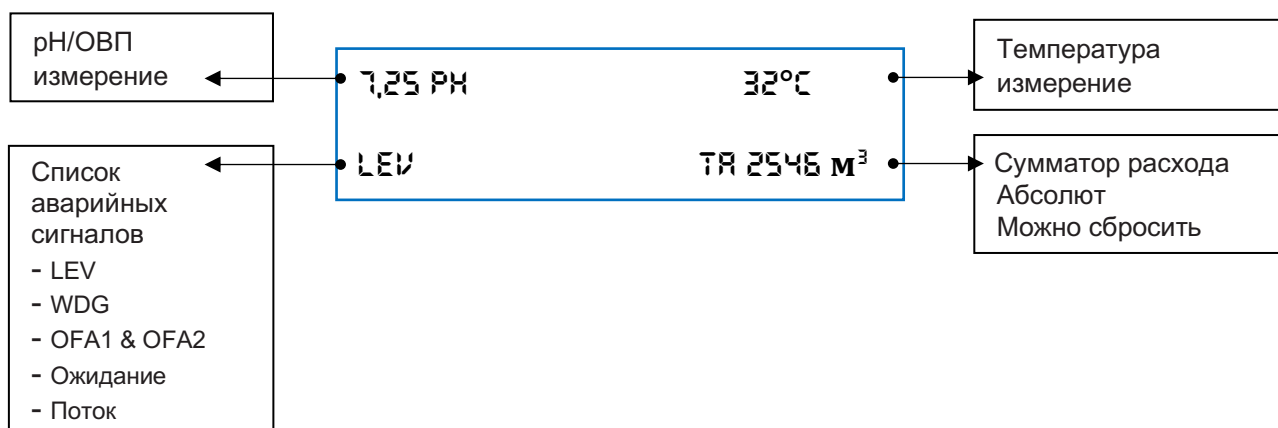 pH/ОВП
измерение
7,25 PH
32°C
Температура
измерение
Список
аварийных
сигналов
- LEV
- WDG
- OFA1 & OFA2
- Ожидание
- Поток
LEV
TA 2546 м³
Сумматор расхода
Абсолют
Можно сбросить